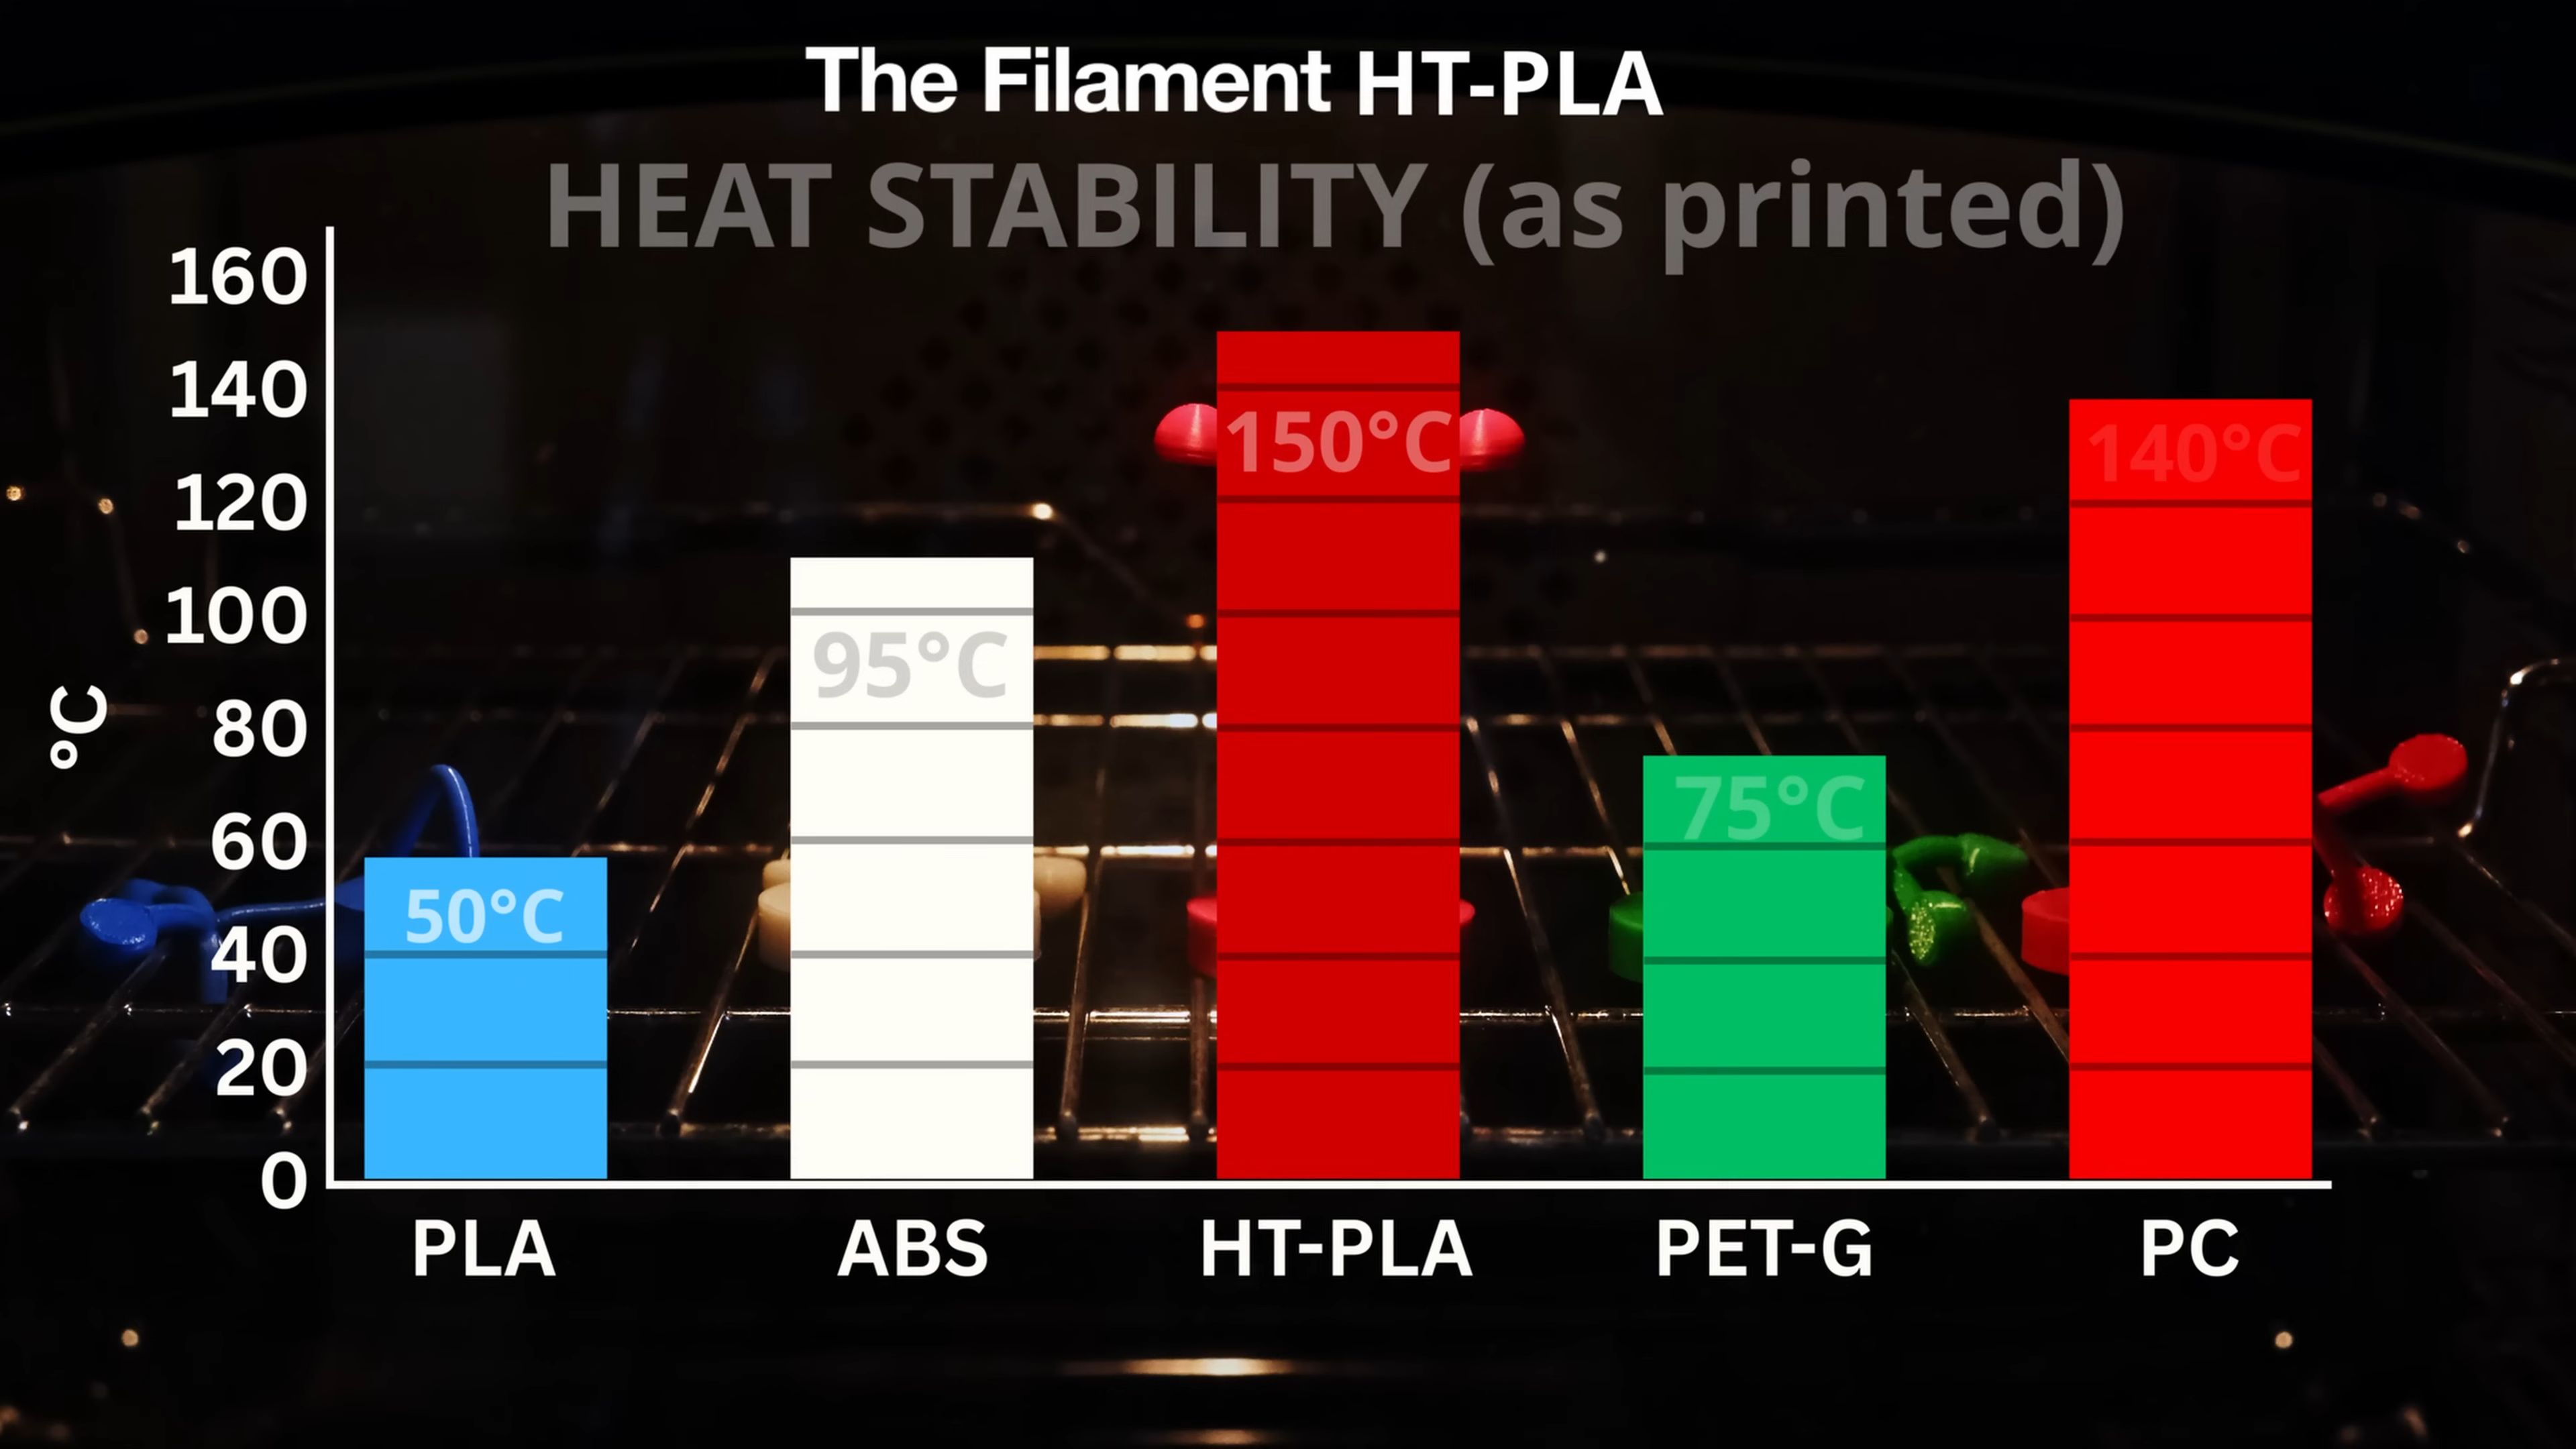 The Filament HT-PLA
HEAT STABILITY (as printed)
°C
160
140
120
100
80
60
40
20
0
50°C
95°C
150°C
75°C
140°C
PLA
ABS
HT-PLA
PET-G
PC